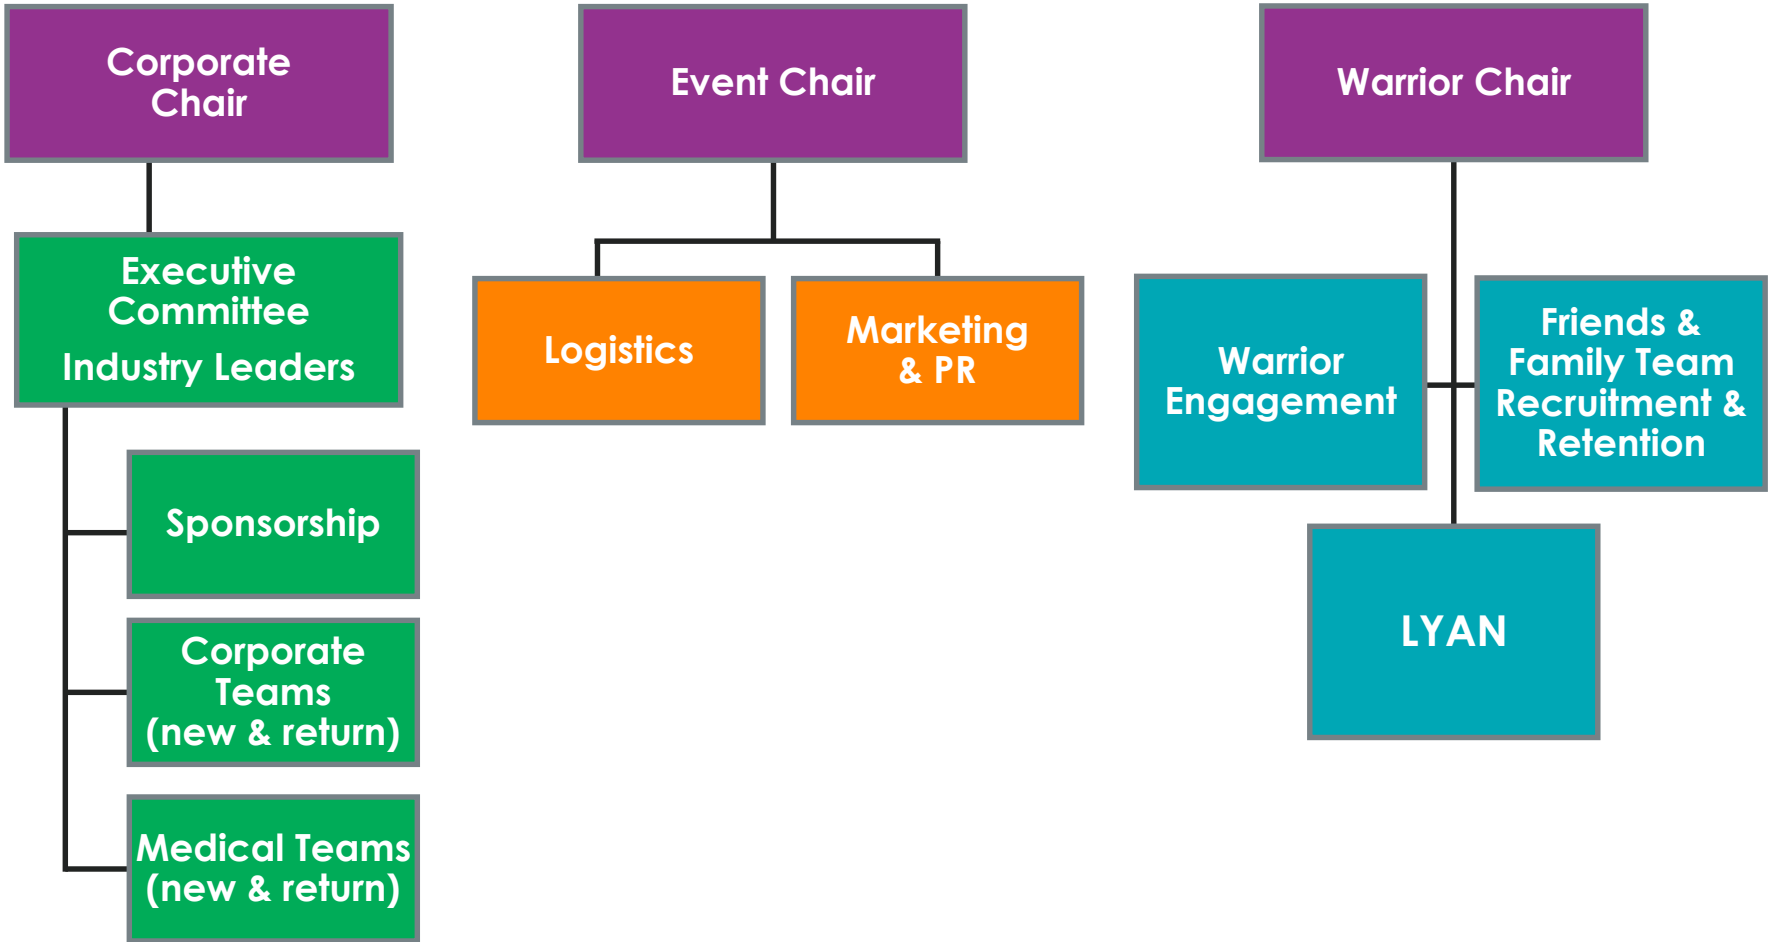 Corporate
Chair
Event Chair
Warrior Chair
Executive
Committee
Industry Leaders
Sponsorship
Corporate
Teams
(new & return)
Medical Teams
(new & return)
Logistics
Marketing
& PR
Warrior
Engagement
Friends &
Family Team
Recruitment &
Retention
LYAN